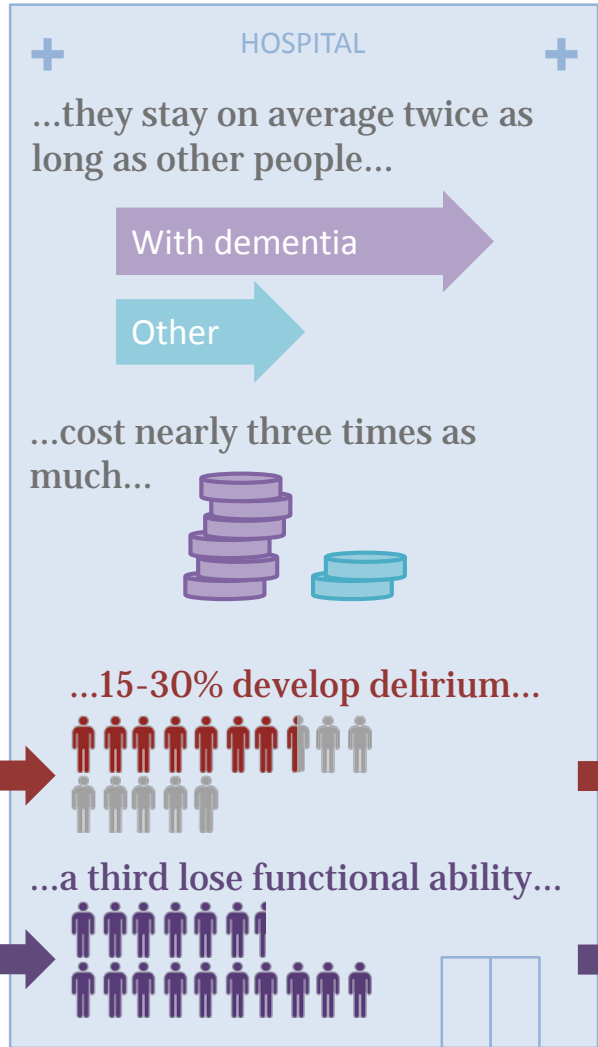 HOSPITAL
...they stay on average twice as
long as other people...
With dementia
Other
...cost nearly three times as
much...
...15-30% develop delirium...
...a third lose functional ability...